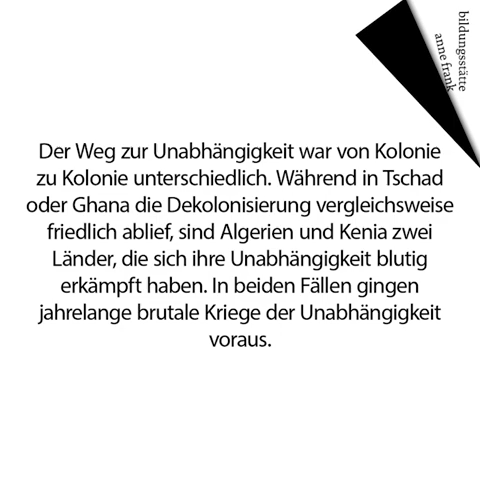 bildungsstätte
anne frank
Der Weg zur Unabhängigkeit war von Kolonie
zu Kolonie unterschiedlich. Während in Tschad
oder Ghana die Dekolonisierung vergleichsweise
friedlich ablief, sind Algerien und Kenia zwei
Länder, die sich ihre Unabhängigkeit blutig
erkämpft haben. In beiden Fällen gingen
jahrelange brutale Kriege der Unabhängigkeit
voraus.